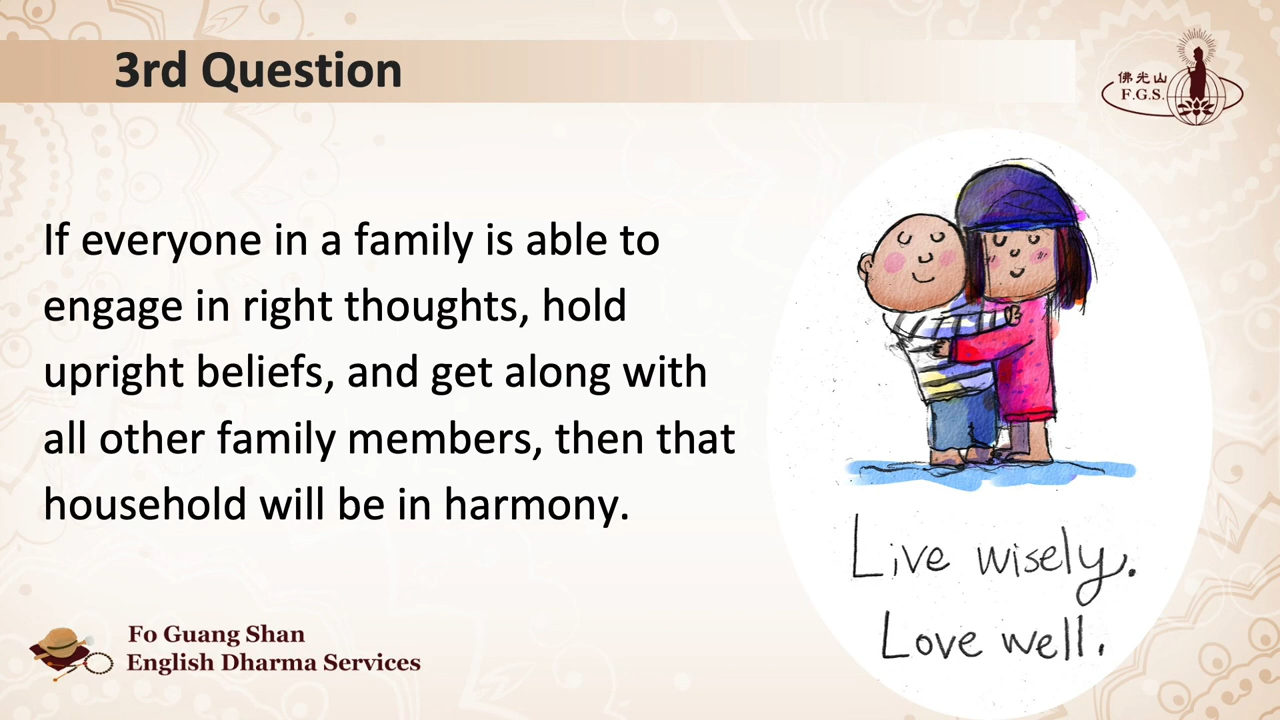 3rd Question
佛光山
F.G.S.
If everyone in a family is able to
engage in right thoughts, hold
upright beliefs, and get along with
all other family members, then that
household will be in harmony.
Live wisely.
Love well.
Fo Guang Shan
English Dharma Services